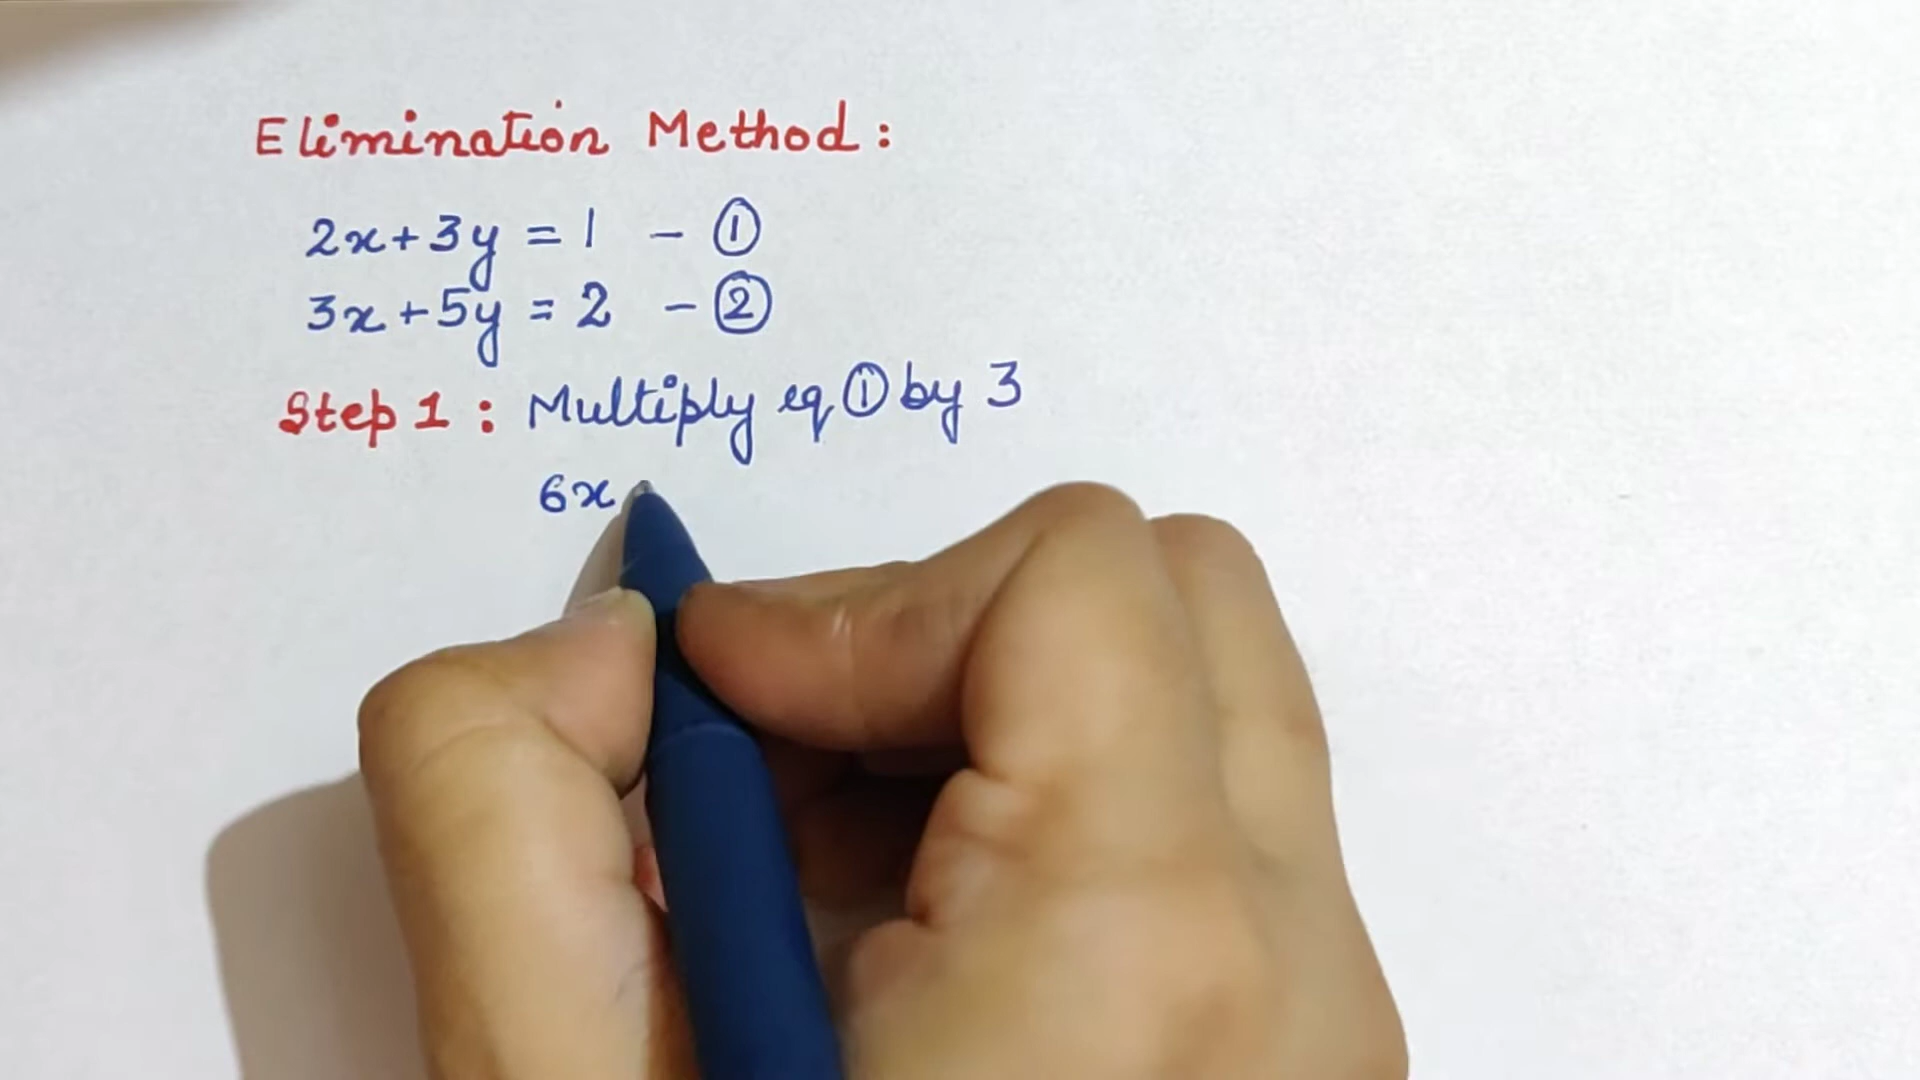 Elimination Method:
2x+3y = 1 - ①
3x+5y = 2 - ②
Step 1: Multiply eq ① by 3
6x